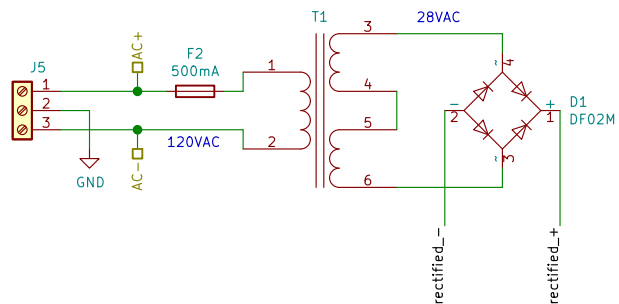 T1
3
28VAC
AC+
F2
500mA
J5
1
2
3
1
2
4
5
6
120VAC
AC-
GND
~
4
-
2
+
1
D1
DF02M
~
3
rectified_-
rectified_+